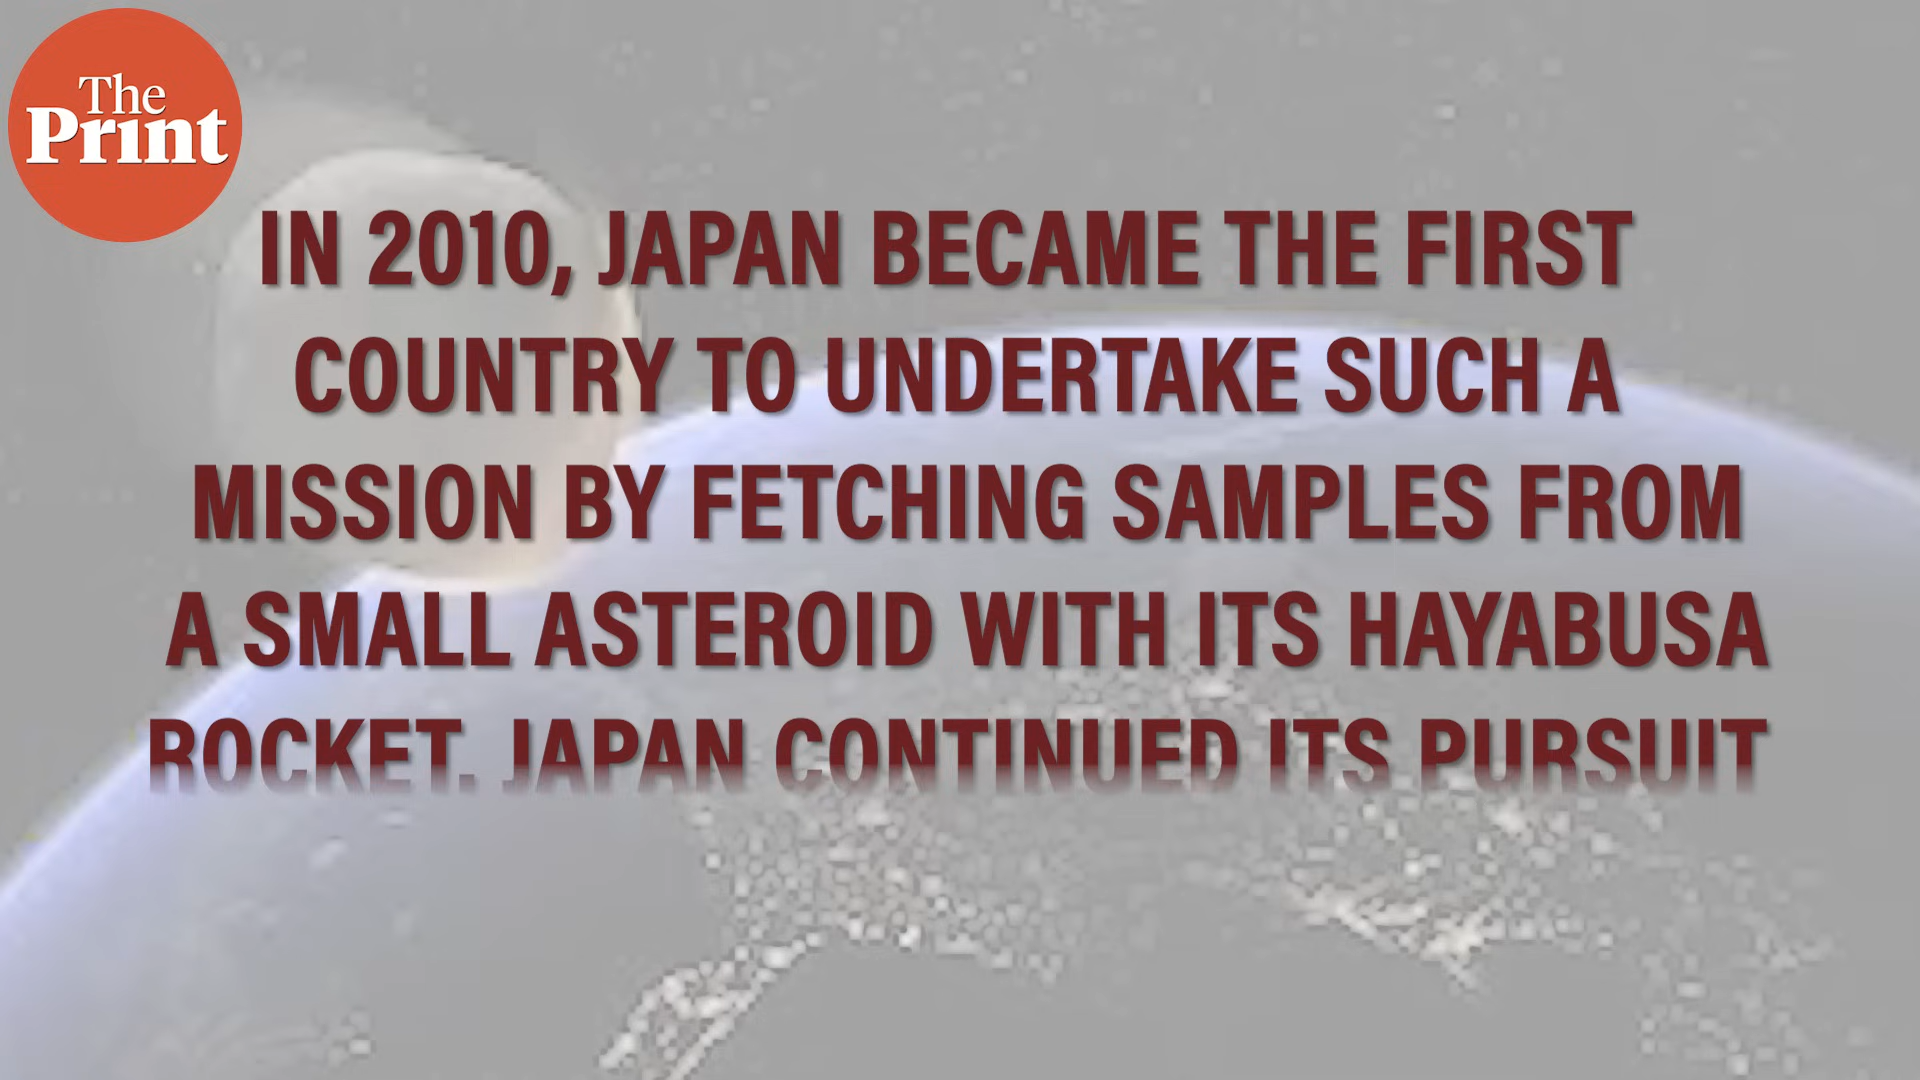 The
Print
IN 2010, JAPAN BECAME THE FIRST
COUNTRY TO UNDERTAKE SUCH A
MISSION BY FETCHING SAMPLES FROM
A SMALL ASTEROID WITH ITS HAYABUSA
ROCKET. JAPAN CONTINUED ITS PURSUIT